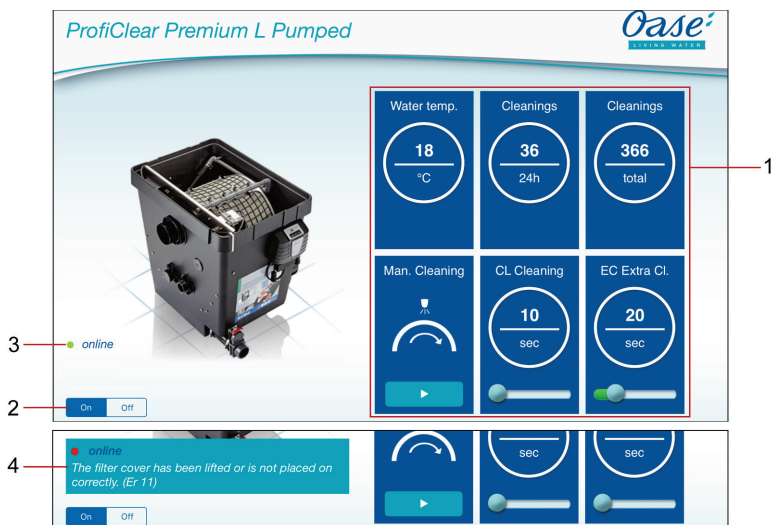 ProfiClear Premium L Pumped
Oase
LIVING WATER
Water temp.
18
°C
Cleanings
36
24h
Cleanings
366
total
1
Man. Cleaning
CL Cleaning
10
sec
EC Extra Cl.
20
sec
3
online
2
On Off
4
online
The filter cover has been lifted or is not placed on
correctly. (Er 11)
sec
sec
On Off